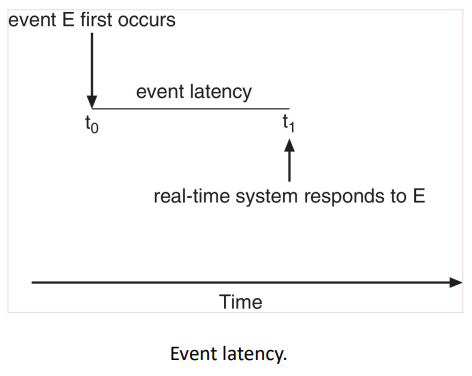 event E first occurs
event latency
t0 t1
real-time system responds to E
Time
Event latency.